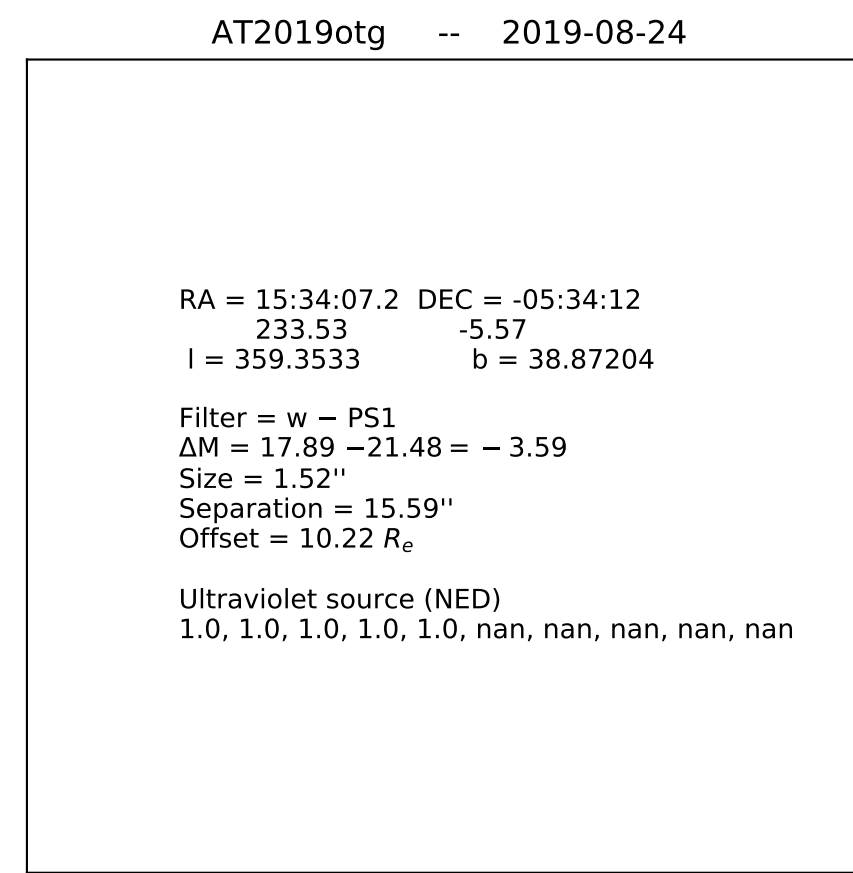 AT2019otg -- 2019-08-24
RA = 15:34:07.2 DEC = -05:34:12
233.53 -5.57
l = 359.3533 b = 38.87204
Filter = w − PS1
ΔM = 17.89 −21.48 = − 3.59
Size = 1.52''
Separation = 15.59''
Offset = 10.22 Re
Ultraviolet source (NED)
1.0, 1.0, 1.0, 1.0, 1.0, nan, nan, nan, nan, nan